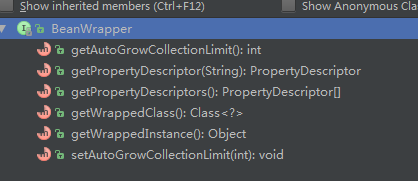 Show inherited members (Ctrl+F12)
Show Anonymous Cla
BeanWrapper
getAutoGrowCollectionLimit(): int
getPropertyDescriptor(String): PropertyDescriptor
getPropertyDescriptors(): PropertyDescriptor[]
getWrappedClass(): Class<?>
getWrappedInstance(): Object
setAutoGrowCollectionLimit(int): void